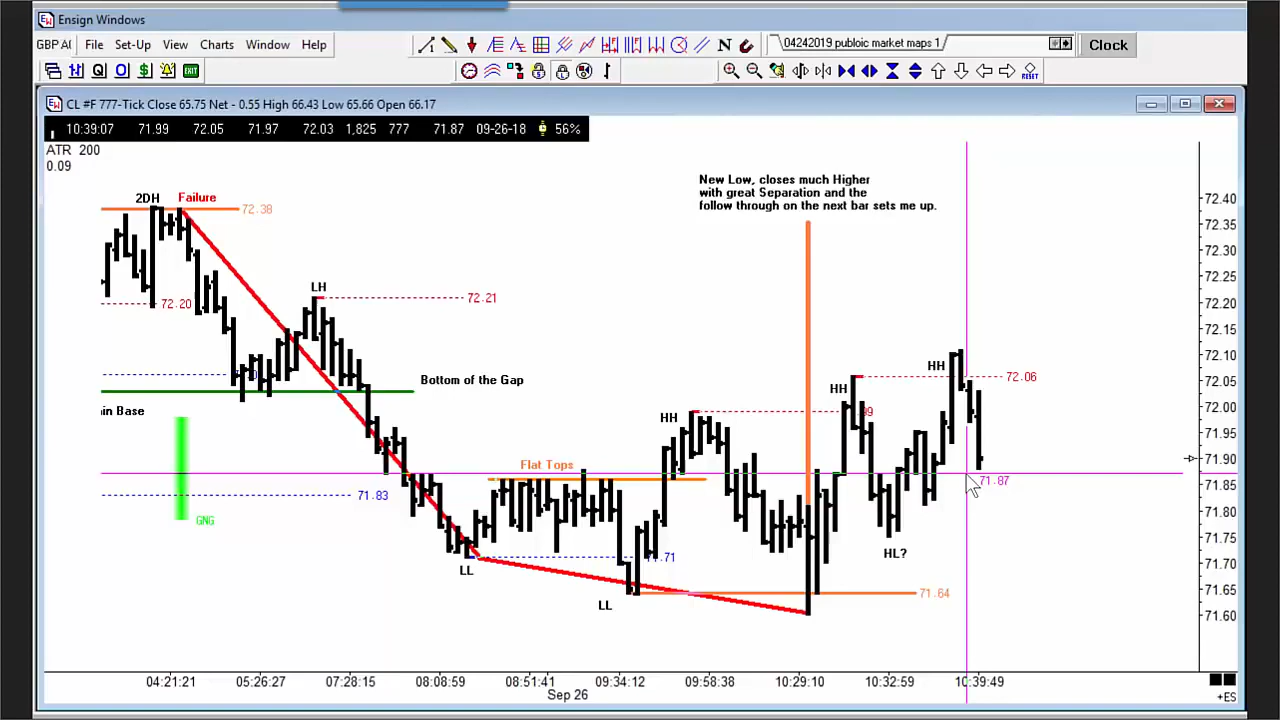 Ensign Windows
GBP A0 File Set-Up View Charts Window Help
N
04242019 publoic market maps 1
Clock
Q O $ EXIT
RESET
CL #F 777-Tick Close 65.75 Net - 0.55 High 66.43 Low 65.66 Open 66.17
10:39:07 71.99 72.05 71.97 72.03 1,825 777 71.87 09-26-18 56%
ATR 200
0.09
New Low, closes much Higher
with great Separation and the
follow through on the next bar sets me up.
2DH Failure
72.38
LH
72.21
72.20
Bottom of the Gap
in Base
HH
72.06
HH
HH
Flat Tops
71.87
71.83
GNG
HL?
LL
LL
71.64
72.40
72.35
72.30
72.25
72.20
72.15
72.10
72.05
72.00
71.95
71.90
71.85
71.80
71.75
71.70
71.65
71.60
04:21:21 05:26:27 07:28:15 08:08:59 08:51:41 09:34:12 09:58:38 10:29:10 10:32:59 10:39:49
Sep 26
+ES